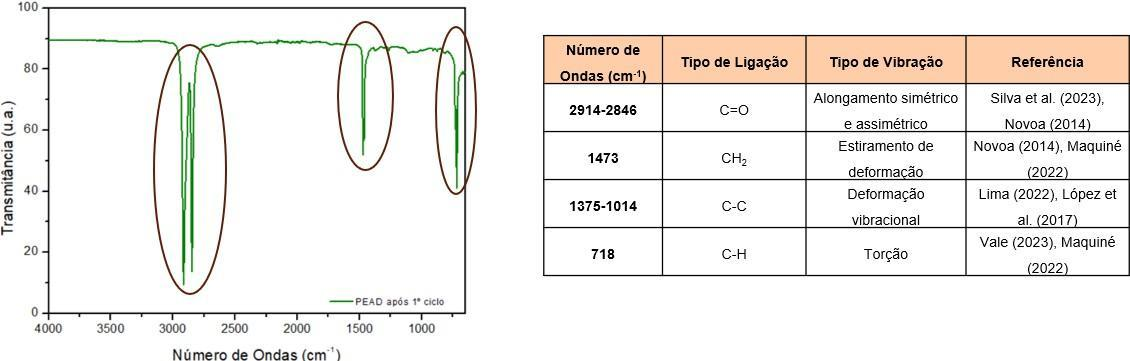 100
80
60
40
20
0
Transmitância (u.a.)
4000 3500 3000 2500 2000 1500 1000
Número de Ondas (cm⁻¹)
PEAD após 1º ciclo
Número de Ondas (cm⁻¹) Tipo de Ligação Tipo de Vibração Referência
2914-2846 C=O Alongamento simétrico e assimétrico Silva et al. (2023), Novoa (2014)
1473 CH₂ Estiramento de deformação Novoa (2014), Maquiné (2022)
1375-1014 C-C Deformação vibracional Lima (2022), López et al. (2017)
718 C-H Torção Vale (2023), Maquiné (2022)